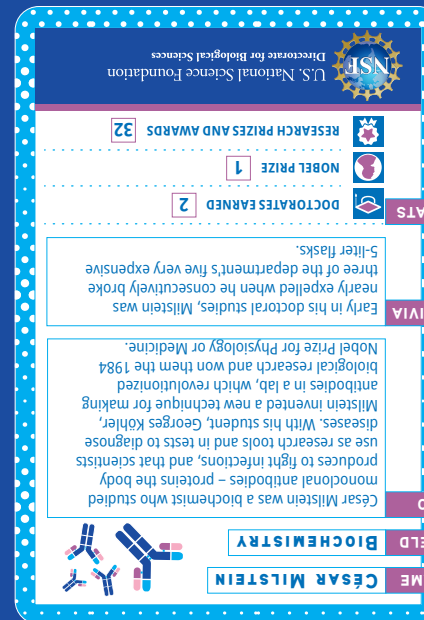 ME CÉSAR MILSTEIN
ELD BIOCHEMISTRY
O
César Milstein was a biochemist who studied
monoclonal antibodies – proteins the body
produces to fight infections, and that scientists
use as research tools and in tests to diagnose
diseases. With his student, Georges Köhler,
Milstein invented a new technique for making
antibodies in a lab, which revolutionized
biological research and won them the 1984
Nobel Prize for Physiology or Medicine.
IVIA
Early in his doctoral studies, Milstein was
nearly expelled when he consecutively broke
three of the department's five very expensive
5-liter flasks.
ATS
DOCTORATES EARNED 2
NOBEL PRIZE 1
RESEARCH PRIZES AND AWARDS 32
NSF
U.S. National Science Foundation
Directorate for Biological Sciences